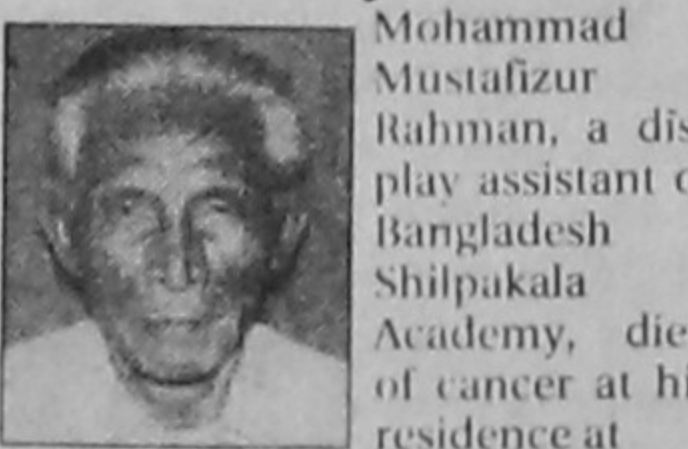 Mohammad
Mustafizur
Rahman, a dis
play assistant o
Bangladesh
Shilpakala
Academy, die
of cancer at hi
residence at